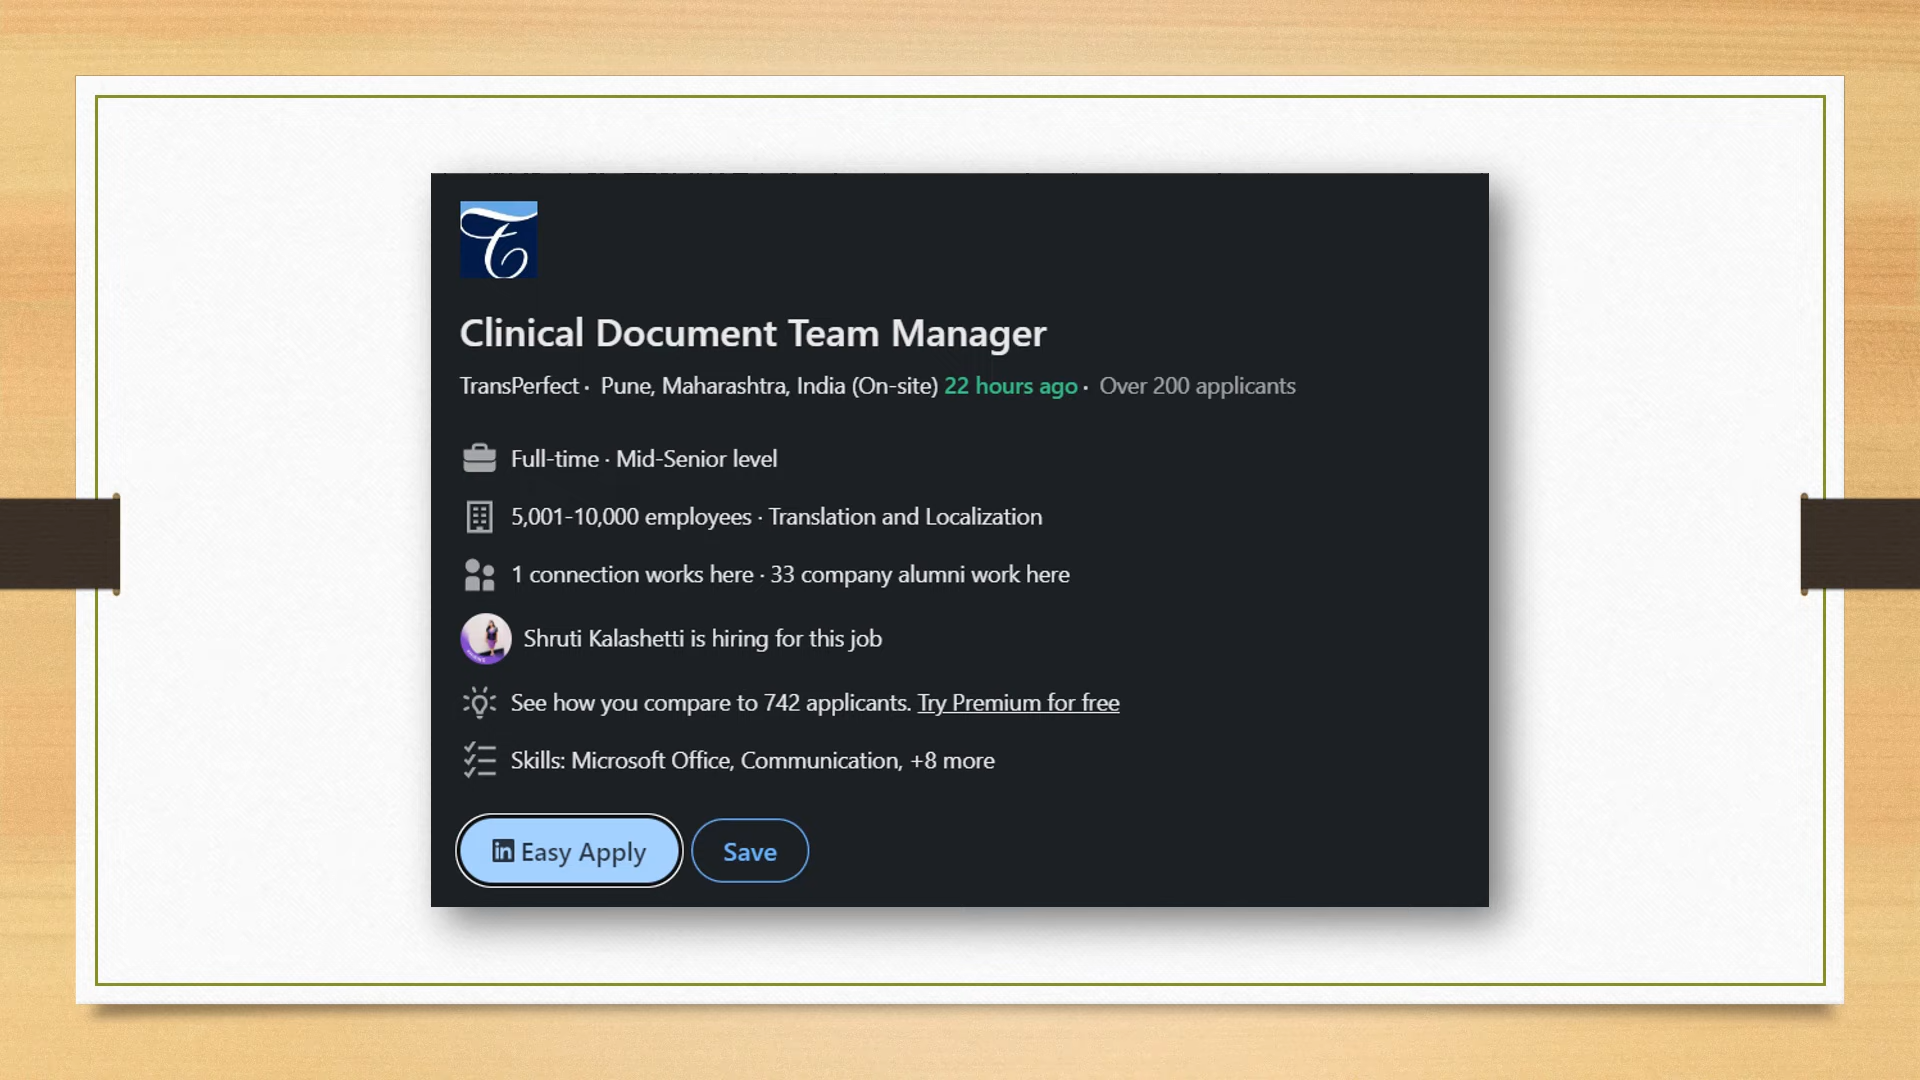 Clinical Document Team Manager
TransPerfect · Pune, Maharashtra, India (On-site) 22 hours ago · Over 200 applicants
Full-time · Mid-Senior level
5,001-10,000 employees · Translation and Localization
1 connection works here · 33 company alumni work here
Shruti Kalashetti is hiring for this job
See how you compare to 742 applicants. Try Premium for free
Skills: Microsoft Office, Communication, +8 more
in Easy Apply Save